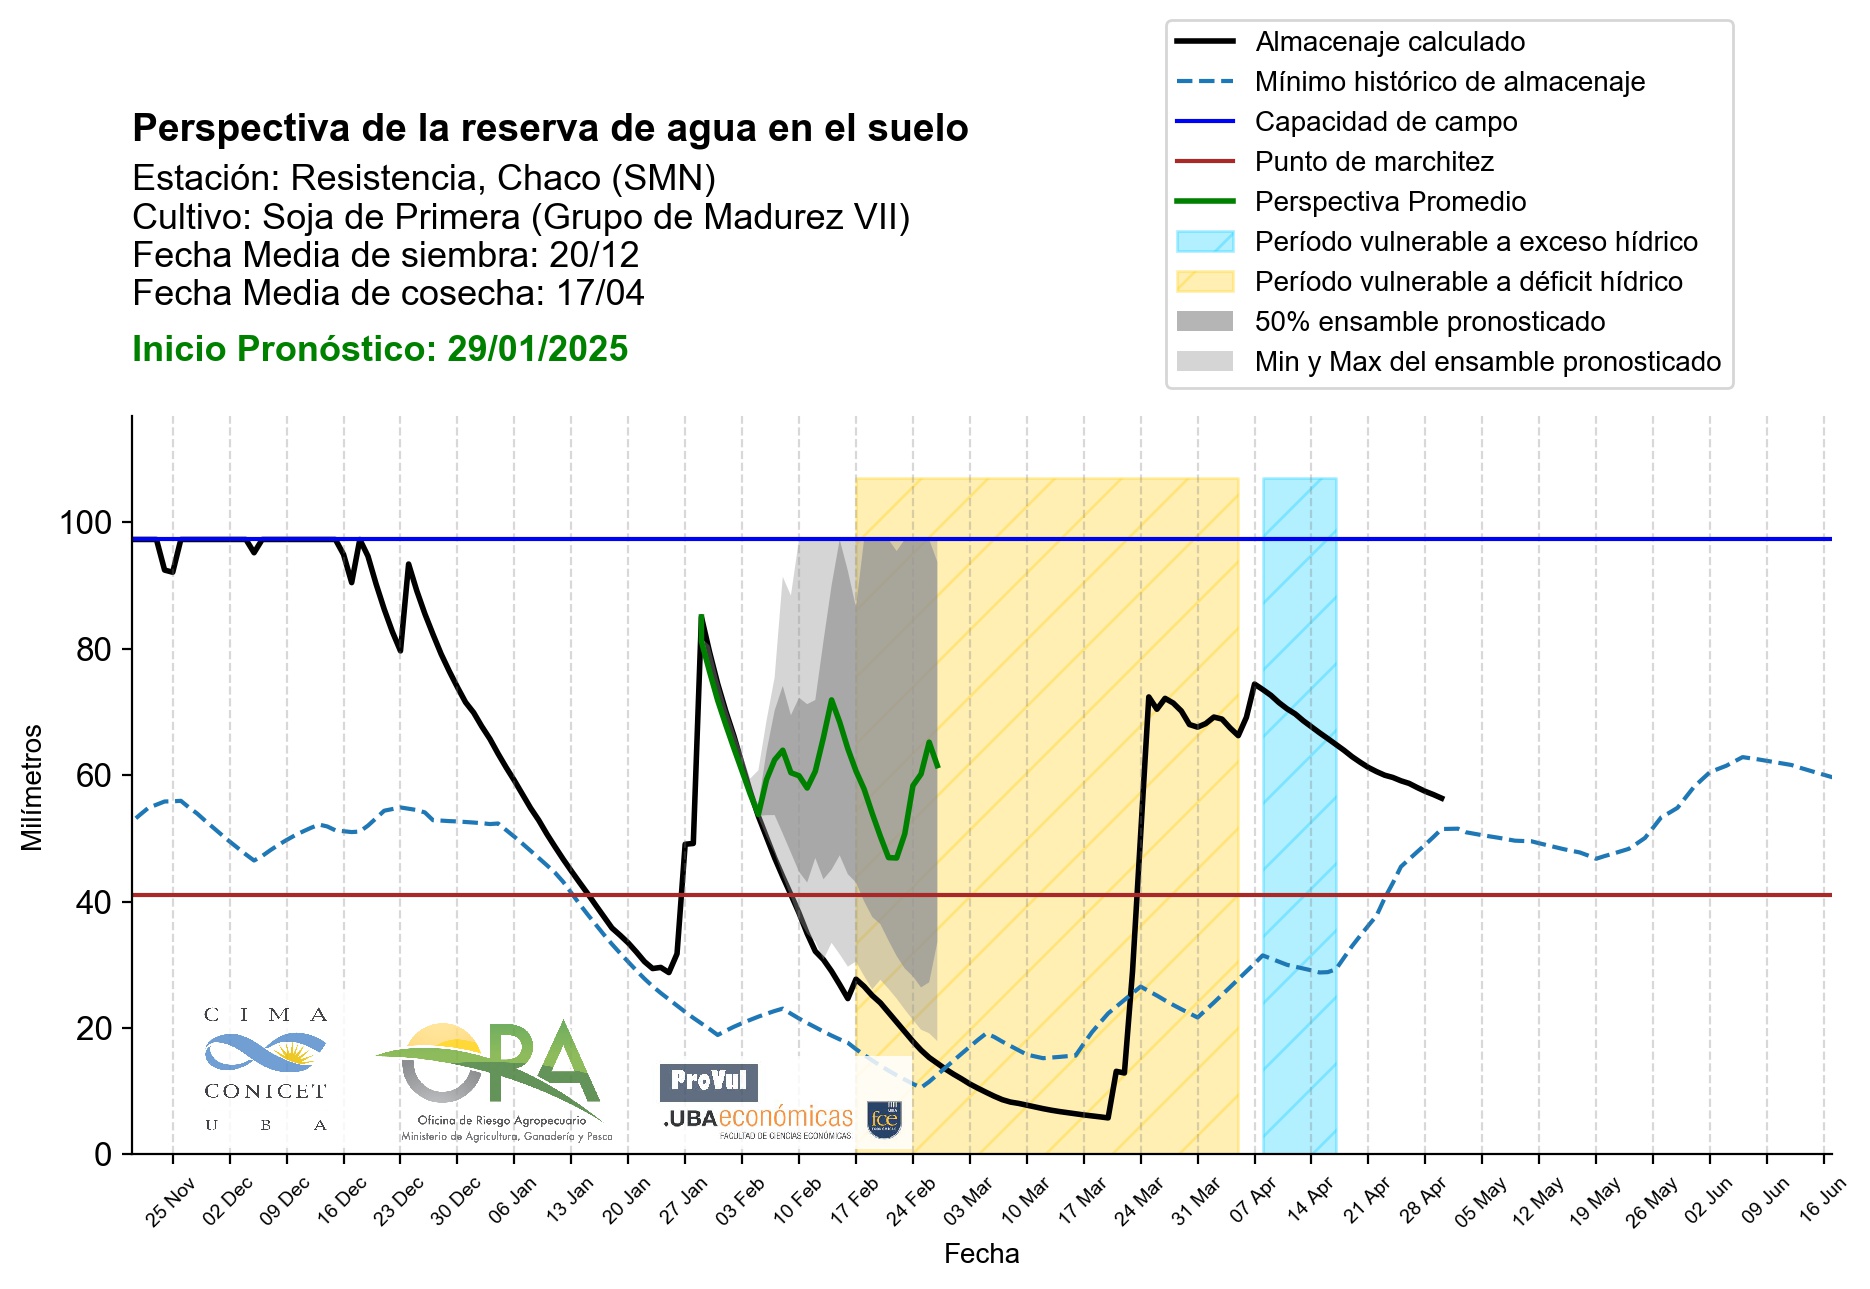 Almacenaje calculado
Mínimo histórico de almacenaje
Capacidad de campo
Punto de marchitez
Perspectiva Promedio
Período vulnerable a exceso hídrico
Período vulnerable a déficit hídrico
50% ensamble pronosticado
Min y Max del ensamble pronosticado
Perspectiva de la reserva de agua en el suelo
Estación: Resistencia, Chaco (SMN)
Cultivo: Soja de Primera (Grupo de Madurez VII)
Fecha Media de siembra: 20/12
Fecha Media de cosecha: 17/04
Inicio Pronóstico: 29/01/2025
100
80
60
40
20
0
Milímetros
CIMA
CONICET
UBA
ORA
Oficina de Riesgo Agropecuario
Ministerio de Agricultura, Ganadería y Pesca
ProVul
.UBAeconómicas
FACULTAD DE CIENCIAS ECONÓMICAS
UBA
fce
25 Nov
02 Dec
09 Dec
16 Dec
23 Dec
30 Dec
06 Jan
13 Jan
20 Jan
27 Jan
03 Feb
10 Feb
17 Feb
24 Feb
03 Mar
10 Mar
17 Mar
24 Mar
31 Mar
07 Apr
14 Apr
21 Apr
28 Apr
05 May
12 May
19 May
26 May
02 Jun
09 Jun
16 Jun
Fecha